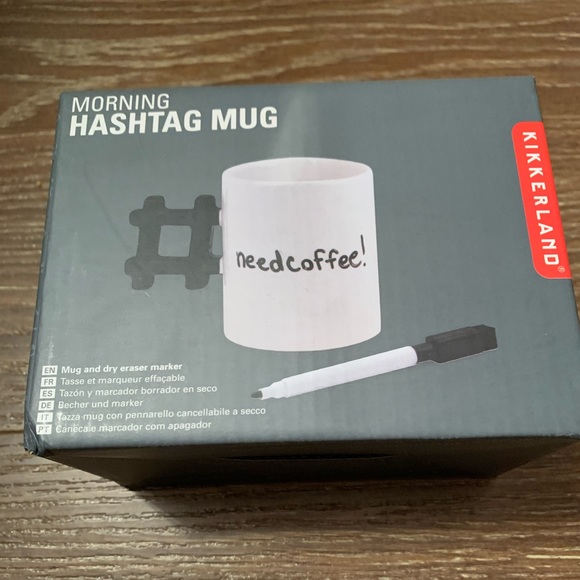 MORNING
HASHTAG MUG
KIKKERLAND®
needcoffee!
EN Mug and dry eraser marker
FR Tasse et marqueur effaçable
ES Tazón y marcador borrador en seco
DE Becher und marker
IT Tazza mug con pennarello cancellabile a secco
PT Caneca e marcador com apagador